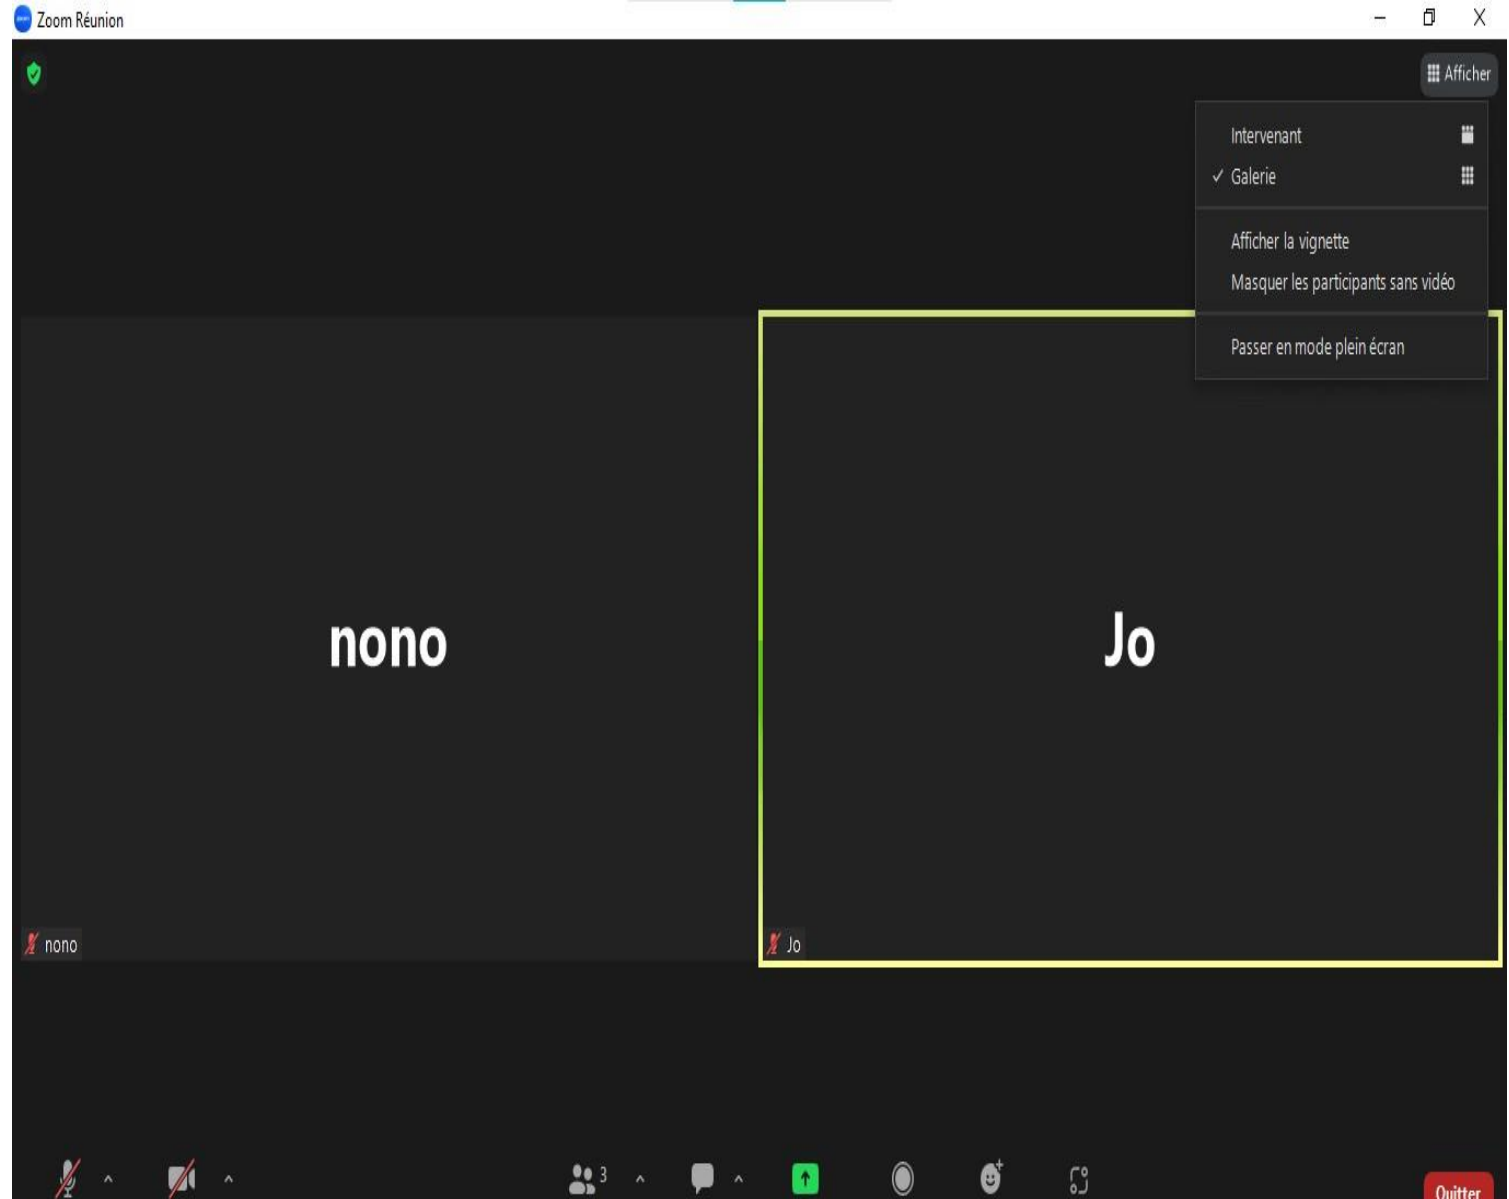 Zoom Réunion
Afficher
Intervenant
Galerie
Afficher la vignette
Masquer les participants sans vidéo
Passer en mode plein écran
nono
Jo
nono
Jo
3
Quitter